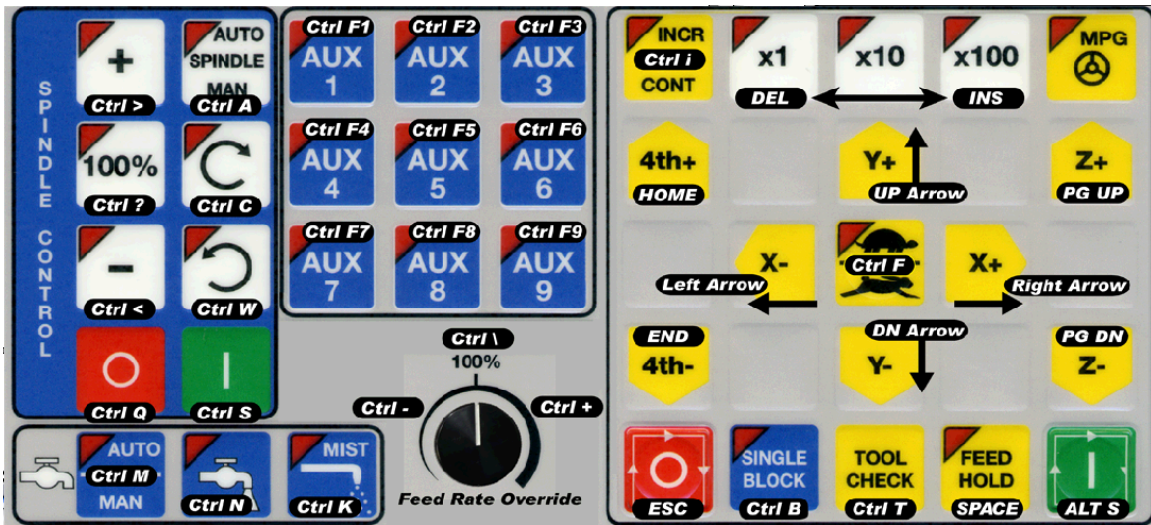 SPINDLE CONTROL
+
Ctrl >
AUTO
SPINDLE
MAN
Ctrl A
100%
Ctrl ?
Ctrl C
-
Ctrl <
Ctrl W
Ctrl Q
Ctrl S
AUTO
Ctrl M
MAN
Ctrl N
MIST
Ctrl K
Ctrl F1
AUX
1
Ctrl F2
AUX
2
Ctrl F3
AUX
3
Ctrl F4
AUX
4
Ctrl F5
AUX
5
Ctrl F6
AUX
6
Ctrl F7
AUX
7
Ctrl F8
AUX
8
Ctrl F9
AUX
9
Ctrl \
100%
Ctrl -
Ctrl +
Feed Rate Override
INCR
Ctrl i
CONT
x1
DEL
x10
x100
INS
MPG
4th+
HOME
Y+
UP Arrow
Z+
PG UP
X-
Left Arrow
Ctrl F
X+
Right Arrow
END
4th-
DN Arrow
Y-
PG DN
Z-
ESC
SINGLE
BLOCK
Ctrl B
TOOL
CHECK
Ctrl T
FEED
HOLD
SPACE
ALT S